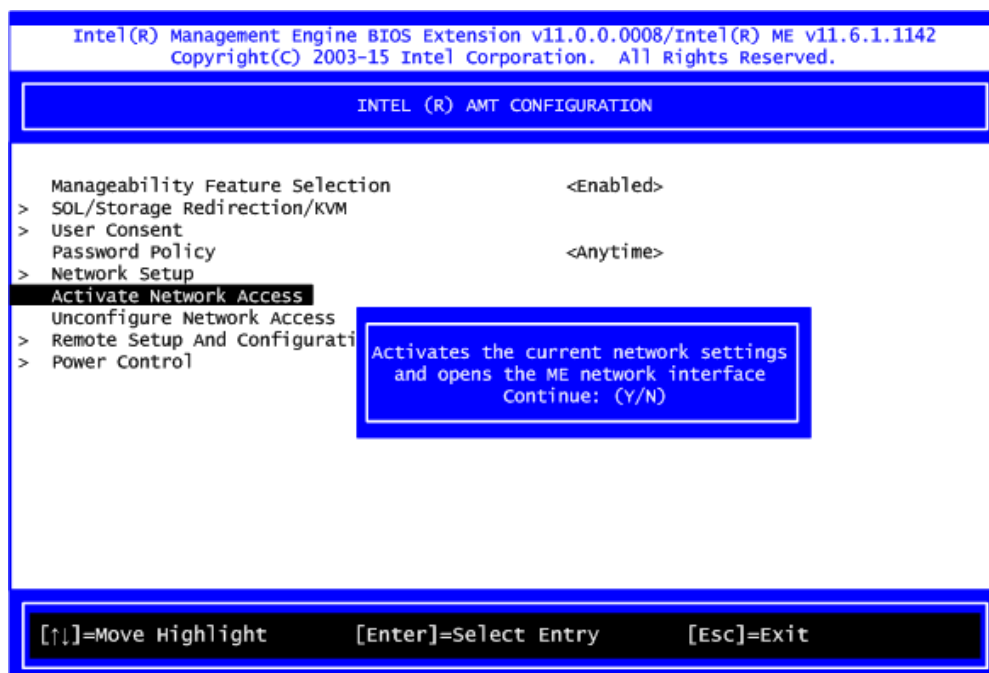 Intel(R) Management Engine BIOS Extension v11.0.0.0008/Intel(R) ME v11.6.1.1142
Copyright(C) 2003-15 Intel Corporation.  All Rights Reserved.
INTEL (R) AMT CONFIGURATION
Manageability Feature Selection <Enabled>
> SOL/Storage Redirection/KVM
> User Consent
Password Policy <Anytime>
> Network Setup
Activate Network Access
Unconfigure Network Access
> Remote Setup And Configurati
> Power Control
Activates the current network settings
and opens the ME network interface
Continue: (Y/N)
[↑↓]=Move Highlight [Enter]=Select Entry [Esc]=Exit